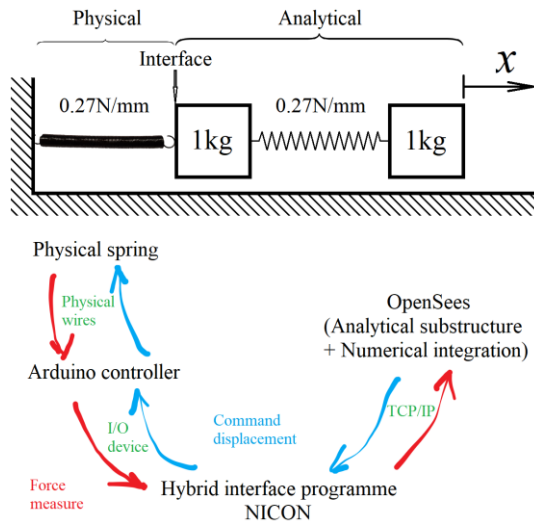 Physical
Analytical
Interface
x
0.27N/mm
0.27N/mm
1kg
1kg
Physical spring
Physical
wires
OpenSees
(Analytical substructure
+ Numerical integration)
Arduino controller
TCP/IP
I/O
device
Command
displacement
Force
measure
Hybrid interface programme
NICON